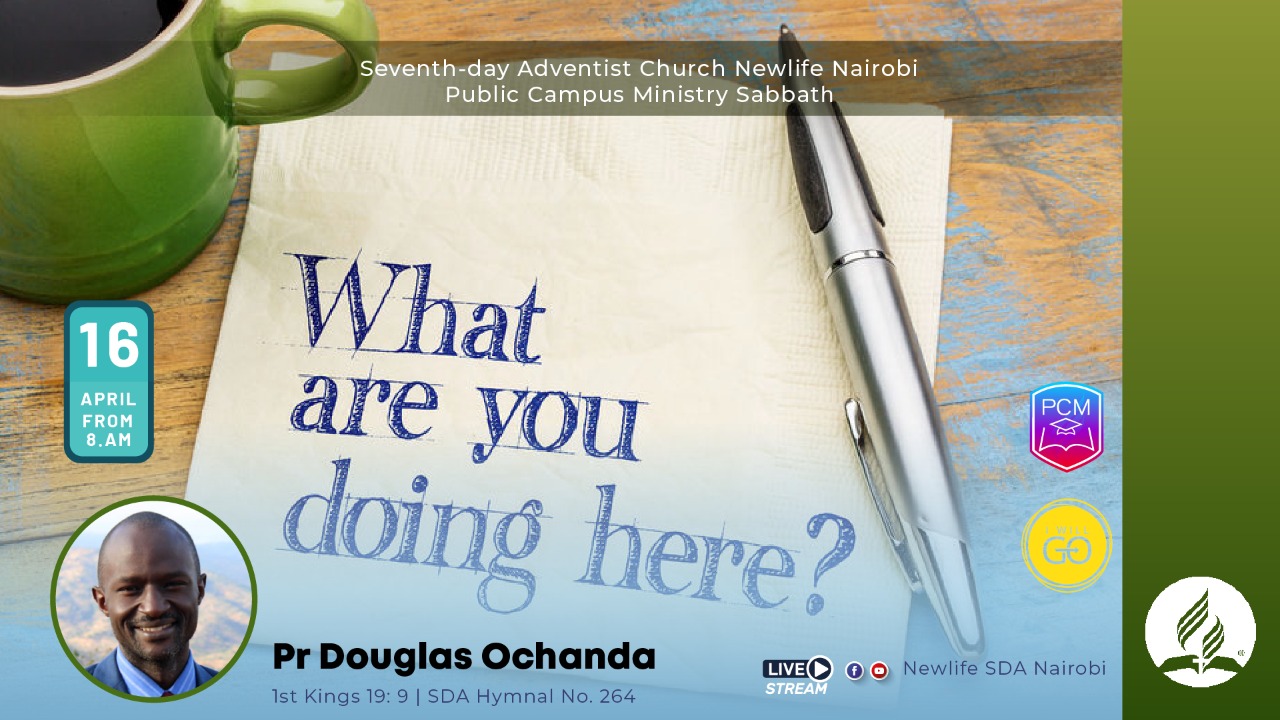 Seventh-day Adventist Church Newlife Nairobi
Public Campus Ministry Sabbath
What
are you
doing here?
16
APRIL
FROM
8.AM
PCM
I WILL
GO
Pr Douglas Ochanda
1st Kings 19: 9 | SDA Hymnal No. 264
LIVE
STREAM
Newlife SDA Nairobi